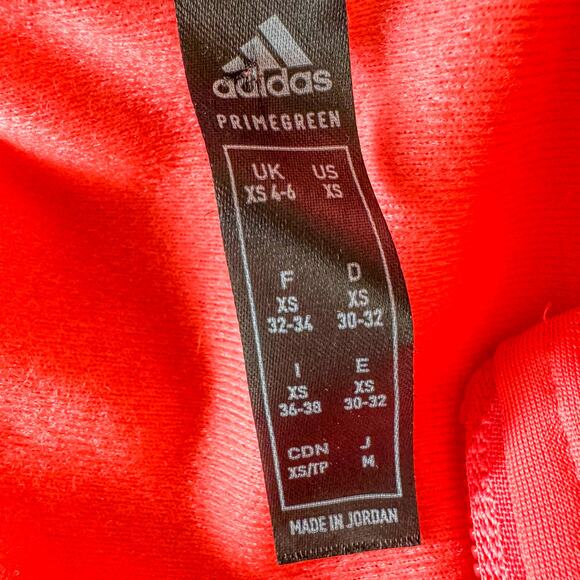 adidas
PRIMEGREEN
UK US
XS 4-6 XS
F D
XS XS
32-34 30-32
I E
XS XS
36-38 30-32
CDN J
XS/TP M
MADE IN JORDAN